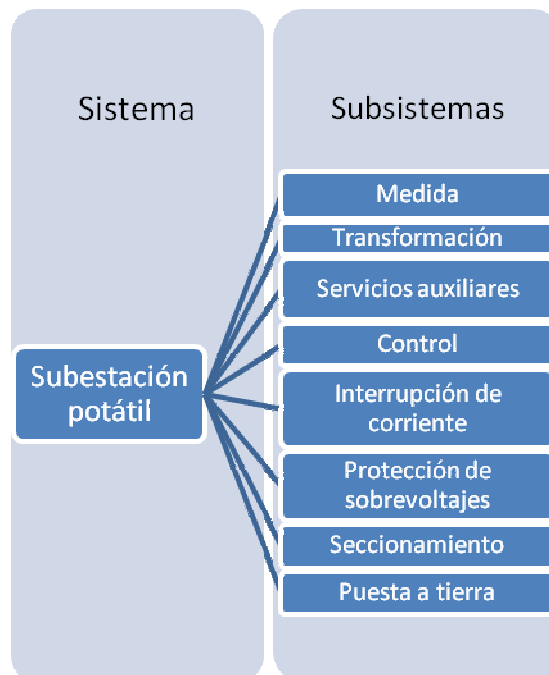 Sistema
Subsistemas
Medida
Transformación
Servicios auxiliares
Control
Subestación
potátil
Interrupción de
corriente
Protección de
sobrevoltajes
Seccionamiento
Puesta a tierra